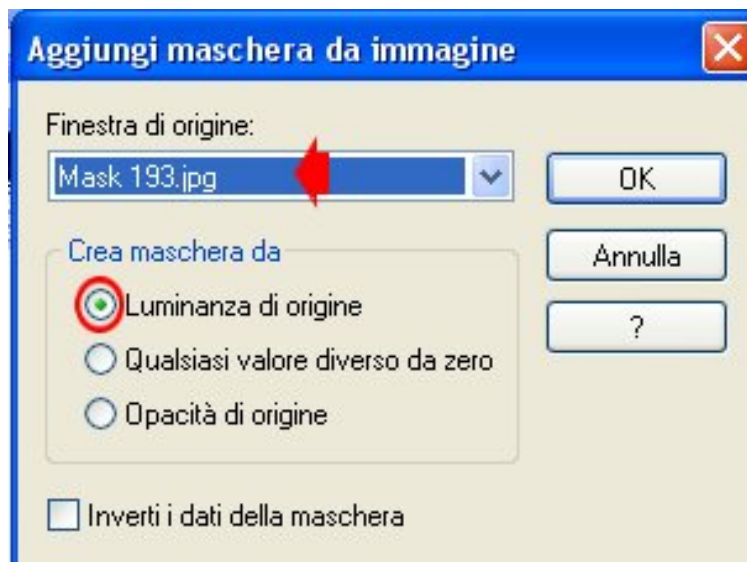 Aggiungi maschera da immagine
Finestra di origine:
Mask 193.jpg
OK
Crea maschera da
Annulla
Luminanza di origine
?
Qualsiasi valore diverso da zero
Opacità di origine
Inverti i dati della maschera